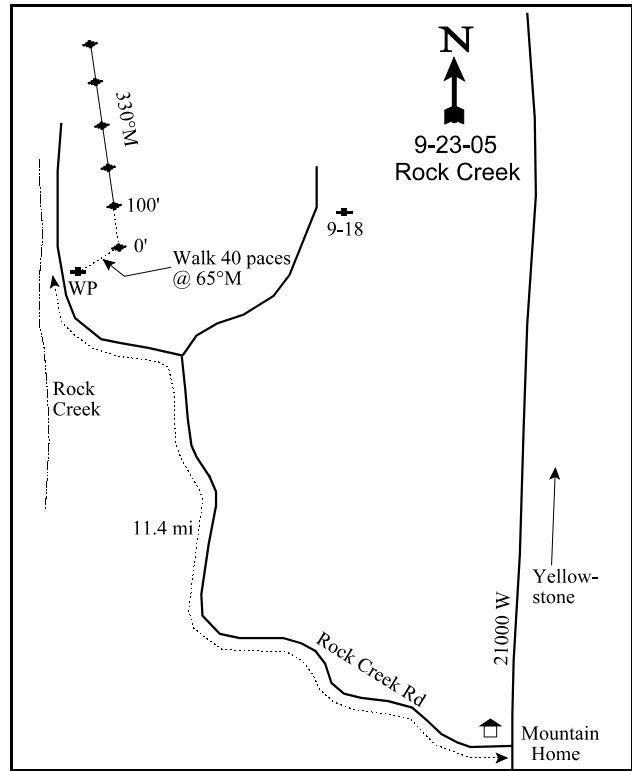 N
9-23-05
Rock Creek
330°M
100'
0'
9-18
Walk 40 paces
@ 65°M
WP
Rock
Creek
11.4 mi
Yellow-
stone
21000 W
Rock Creek Rd
Mountain
Home